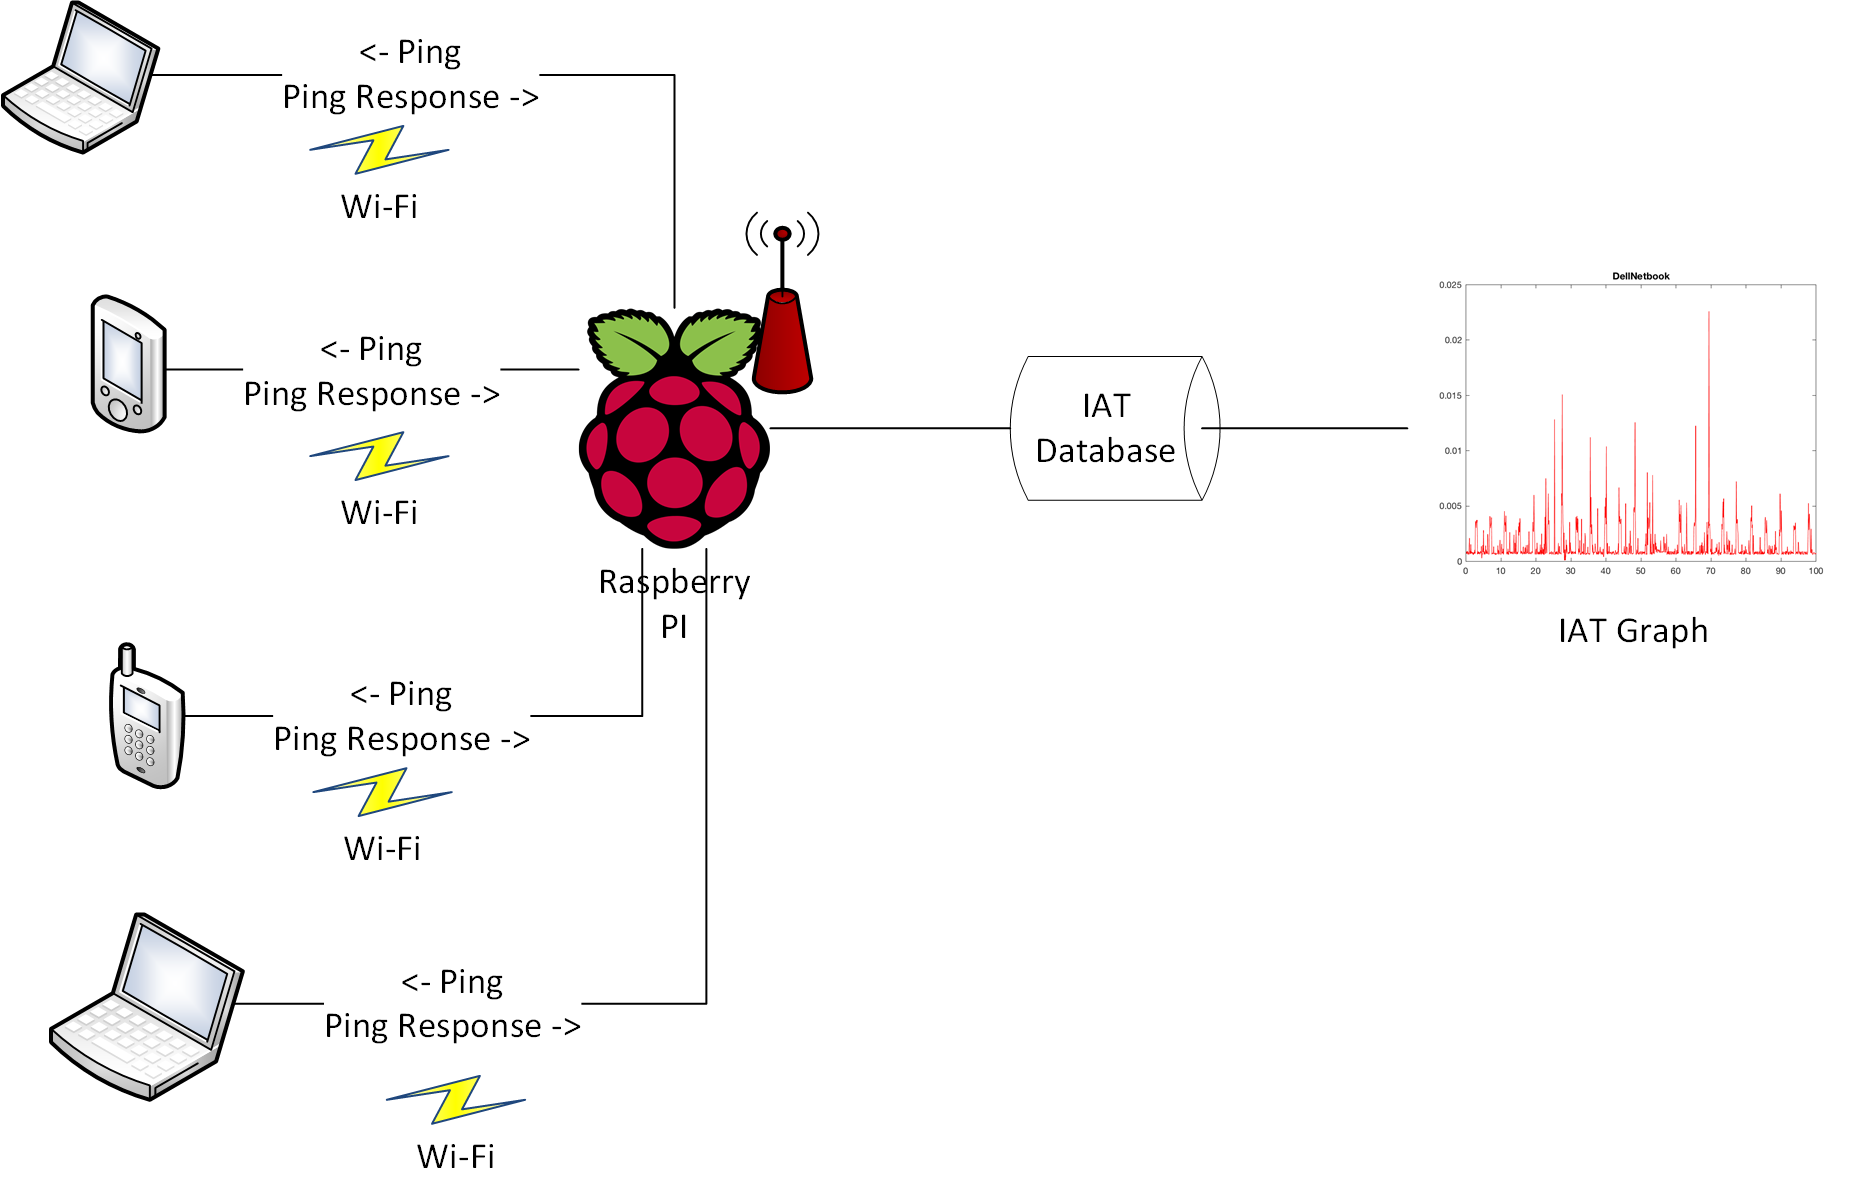 <- Ping
Ping Response ->
Wi-Fi
<- Ping
Ping Response ->
Wi-Fi
Raspberry
PI
<- Ping
Ping Response ->
Wi-Fi
<- Ping
Ping Response ->
Wi-Fi
IAT
Database
DellNetbook
0.025
0.02
0.015
0.01
0.005
0
0 10 20 30 40 50 60 70 80 90 100
IAT Graph